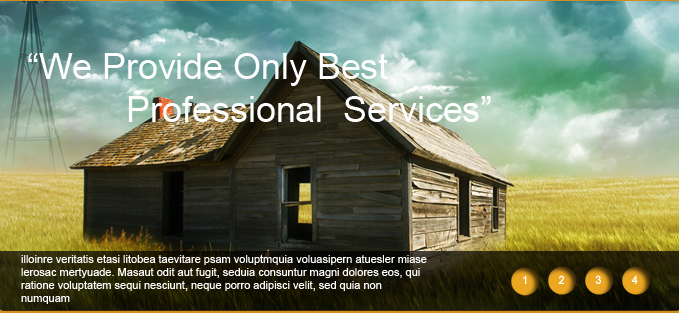 “We Provide Only Best
Professional Services”
illoinre veritatis etasi litobea taevitare psam voluptmquia voluasipern atuesler miase
lerosac mertyuade. Masaut odit aut fugit, seduia consuntur magni dolores eos, qui
ratione voluptatem sequi nesciunt, neque porro adipisci velit, sed quia non
numquam
1 2 3 4